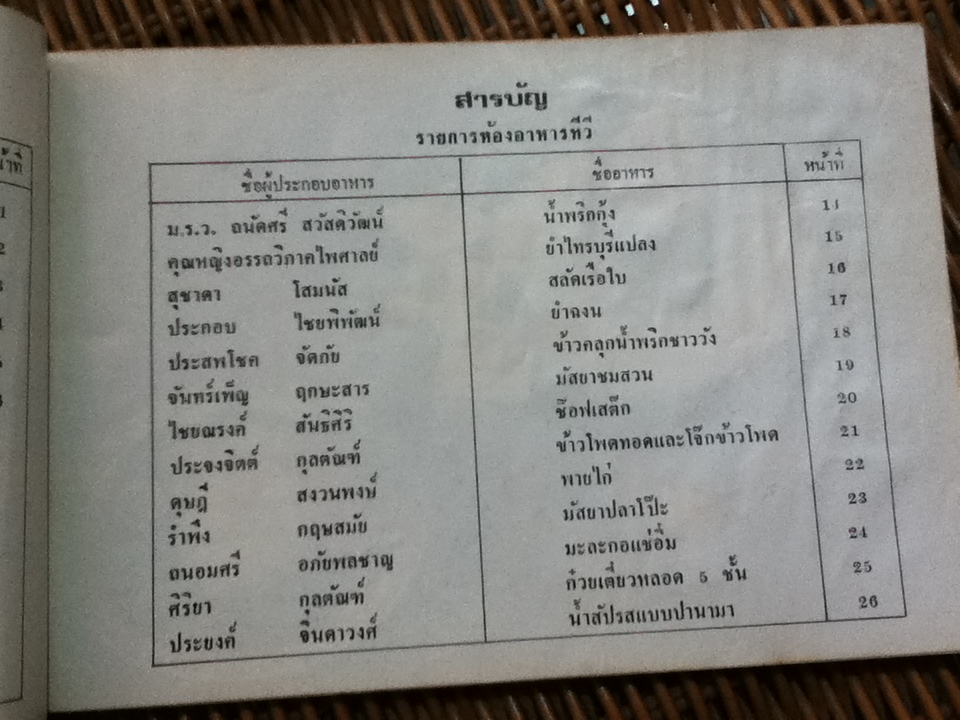 สารบัญ
รายการห้องอาหารทีวี
ชื่อผู้ประกอบอาหาร ชื่ออาหาร หน้าที่
ม.ร.ว. ถนัดศรี สวัสดิวัฒน์ น้ำพริกกุ้ง 14
คุณหญิงอรรถวิภาคไพศาลย์ ยำไทรบุรีแปลง 15
สุชาดา โสมนัส สลัดเรือใบ 16
ประกอบ ไชยพิพัฒน์ ยำฉงน 17
ประสพโชค จัดภัย ข้าวคลุกน้ำพริกชาววัง 18
จันทร์เพ็ญ ฤกษะสาร มัสยาชมสวน 19
ไชยณรงค์ สันธิศิริ ช๊อฟเสต๊ก 20
ประจงจิตต์ กุลตัณฑ์ ข้าวโพดทอดและโจ๊กข้าวโพด 21
ดุษฎี สงวนพงษ์ พายไก่ 22
รำพึง กฤษสมัย มัสยาปลาโป๊ะ 23
ถนอมศรี อภัยพลชาญ มะละกอแช่อิ่ม 24
ศิริยา กุลตัณฑ์ ก๋วยเตี๋ยวหลอด 5 ชั้น 25
ประยงค์ จินดาวงศ์ น้ำสัปรสแบบปานามา 26